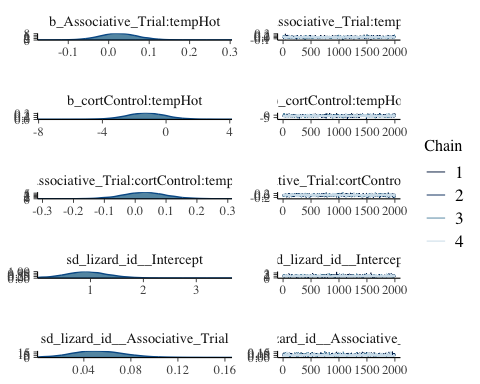 b_Associative_Trial:tempHot
ssociative_Trial:temp
-0.1 0.0 0.1 0.2 0.3
0 500 1000 1500 2000
b_cortControl:tempHot
_cortControl:tempHo
-8 -4 0 4
0 500 1000 1500 2000
Chain
1
2
3
4
ssociative_Trial:cortControl:temp
tive_Trial:cortContro
-0.3 -0.2 -0.1 0.0 0.1 0.2 0.3
0 500 1000 1500 2000
sd_lizard_id__Intercept
d_lizard_id__Intercep
1 2 3
0 500 1000 1500 2000
sd_lizard_id__Associative_Trial
zard_id__Associative_
0.04 0.08 0.12 0.16
0 500 1000 1500 2000